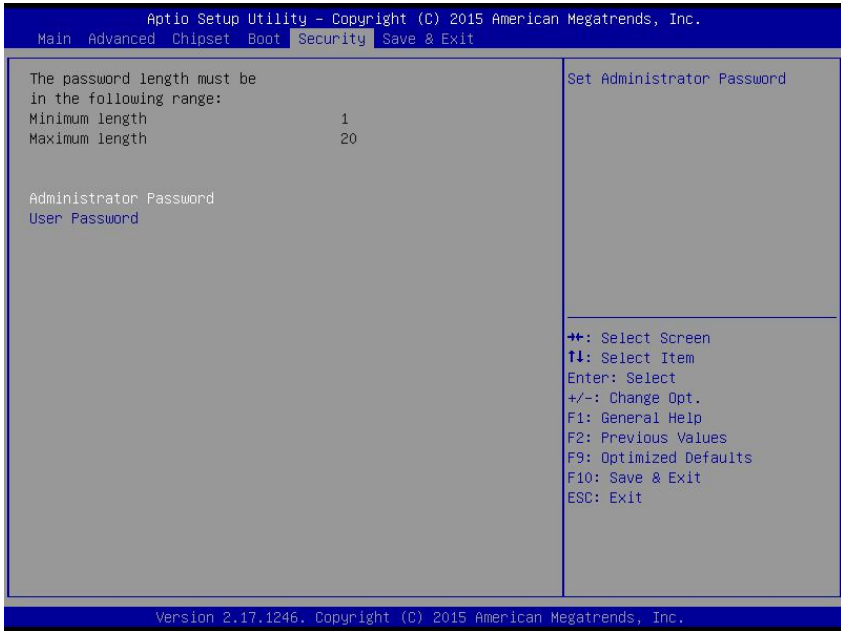 Aptio Setup Utility – Copyright (C) 2015 American Megatrends, Inc.
Main Advanced Chipset Boot Security Save & Exit
The password length must be
in the following range:
Minimum length 1
Maximum length 20
Administrator Password
User Password
Set Administrator Password
→←: Select Screen
↑↓: Select Item
Enter: Select
+/-: Change Opt.
F1: General Help
F2: Previous Values
F9: Optimized Defaults
F10: Save & Exit
ESC: Exit
Version 2.17.1246. Copyright (C) 2015 American Megatrends, Inc.